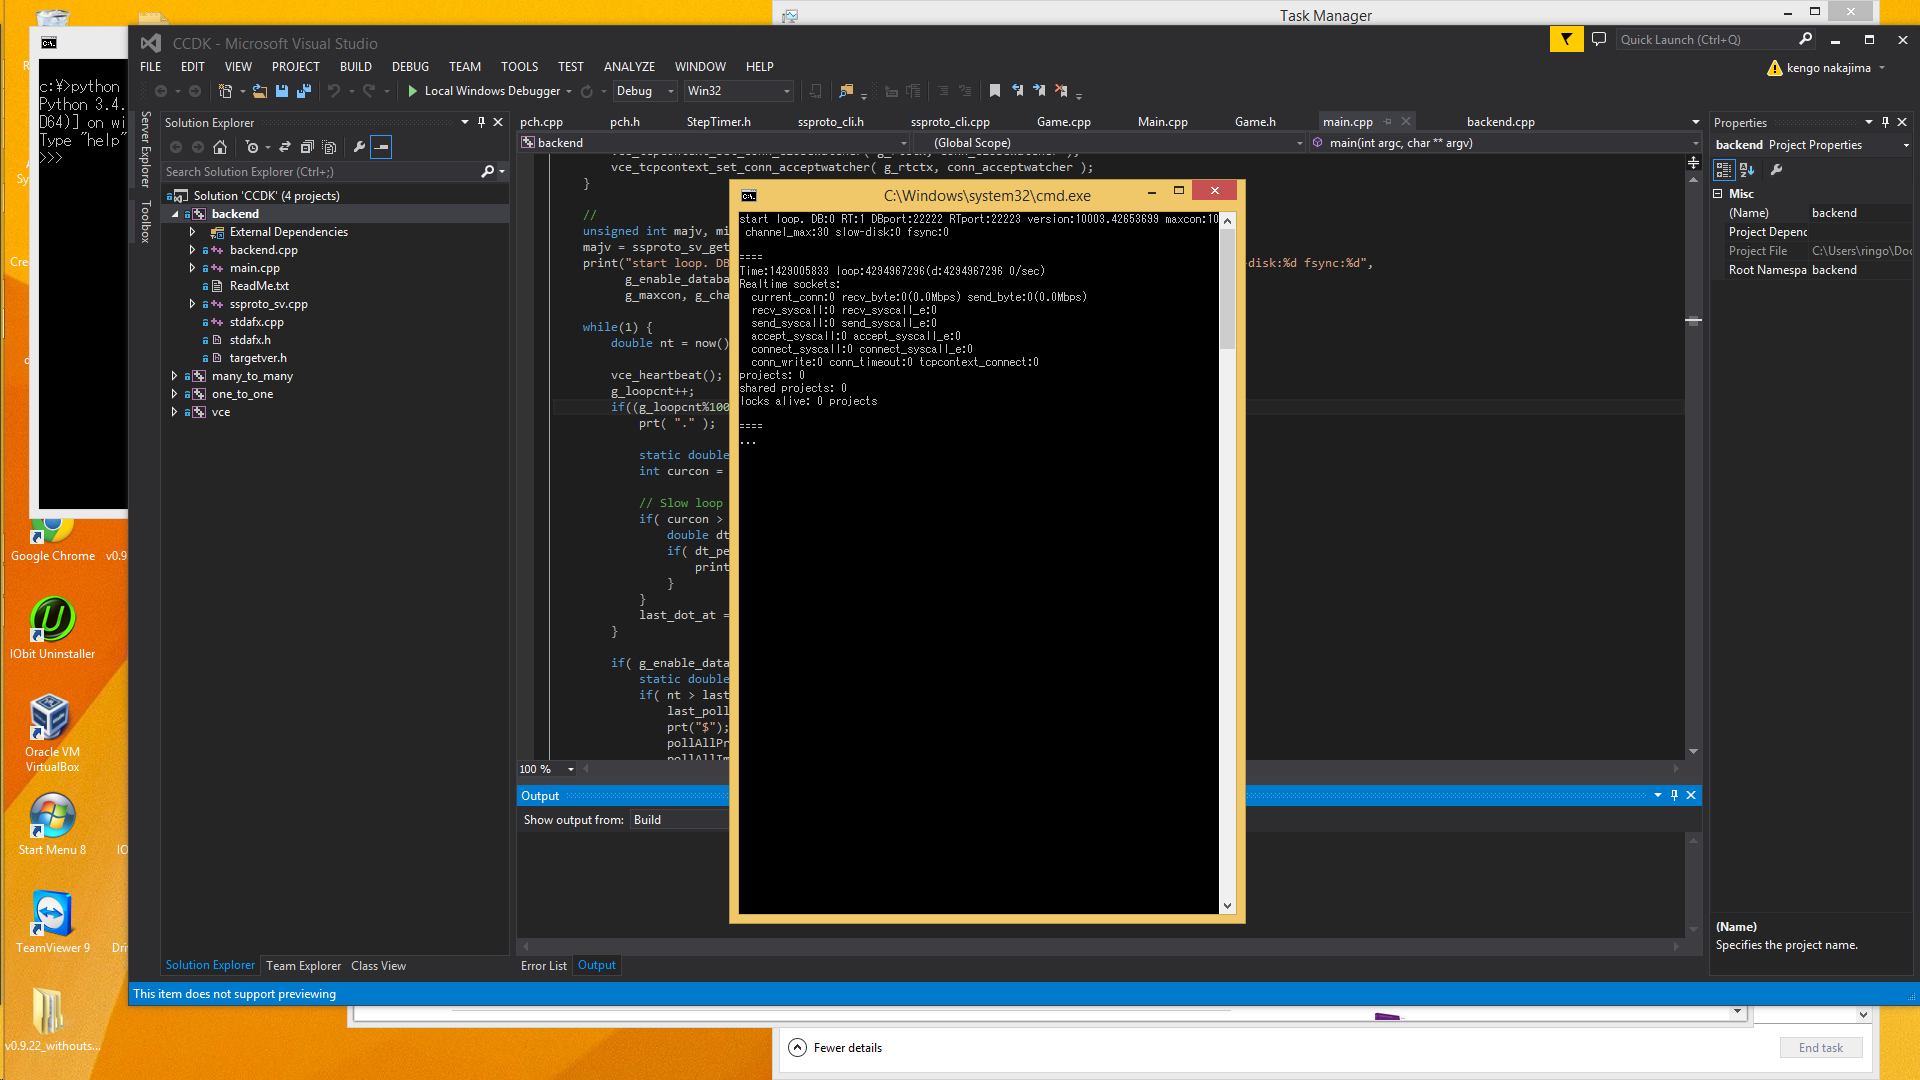 Task Manager
CCDK - Microsoft Visual Studio
Quick Launch (Ctrl+Q)
FILE EDIT VIEW PROJECT BUILD DEBUG TEAM TOOLS TEST ANALYZE WINDOW HELP
kengo nakajima
Local Windows Debugger Debug Win32
c:¥>python
Python 3.4.
D64)] on wi
Type "help"
>>>
Server Explorer
Toolbox
Solution Explorer
Search Solution Explorer (Ctrl+;)
Solution 'CCDK' (4 projects)
backend
External Dependencies
backend.cpp
main.cpp
ReadMe.txt
ssproto_sv.cpp
stdafx.cpp
stdafx.h
targetver.h
many_to_many
one_to_one
vce
Solution Explorer Team Explorer Class View
pch.cpp pch.h StepTimer.h ssproto_cli.h ssproto_cli.cpp Game.cpp Main.cpp Game.h main.cpp backend.cpp
backend (Global Scope) main(int argc, char ** argv)
vce_tcpcontext_set_conn_acceptwatcher( g_rtctx, conn_acceptwatcher );
}
//
unsigned int majv, mi
majv = ssproto_sv_get
print("start loop. DB
-disk:%d fsync:%d",
g_enable_databa
g_maxcon, g_cha
while(1) {
double nt = now()
vce_heartbeat();
g_loopcnt++;
if((g_loopcnt%100
prt( "." );
static double
int curcon =
// Slow loop
if( curcon >
double dt
if( dt_pe
print
}
}
last_dot_at =
}
if( g_enable_data
static double
if( nt > last
last_poll
prt("$");
pollAllPr
pollAllIm
100 %
C:\Windows\system32\cmd.exe
start loop. DB:0 RT:1 DBport:22222 RTport:22223 version:10003.42653699 maxcon:10
channel_max:30 slow-disk:0 fsync:0
====
Time:1429005833 loop:4294967296(d:4294967296 0/sec)
Realtime sockets:
current_conn:0 recv_byte:0(0.0Mbps) send_byte:0(0.0Mbps)
recv_syscall:0 recv_syscall_e:0
send_syscall:0 send_syscall_e:0
accept_syscall:0 accept_syscall_e:0
connect_syscall:0 connect_syscall_e:0
conn_write:0 conn_timeout:0 tcpcontext_connect:0
projects: 0
shared projects: 0
locks alive: 0 projects
====
...
Output
Show output from: Build
Error List Output
Properties
backend Project Properties
Misc
(Name) backend
Project Depenc
Project File C:\Users\ringo\Doc
Root Namespa backend
(Name)
Specifies the project name.
This item does not support previewing
Google Chrome v0.9
IObit Uninstaller
Oracle VM
VirtualBox
Start Menu 8 IO
TeamViewer 9 Dri
v0.9.22_withouts...
Fewer details
End task